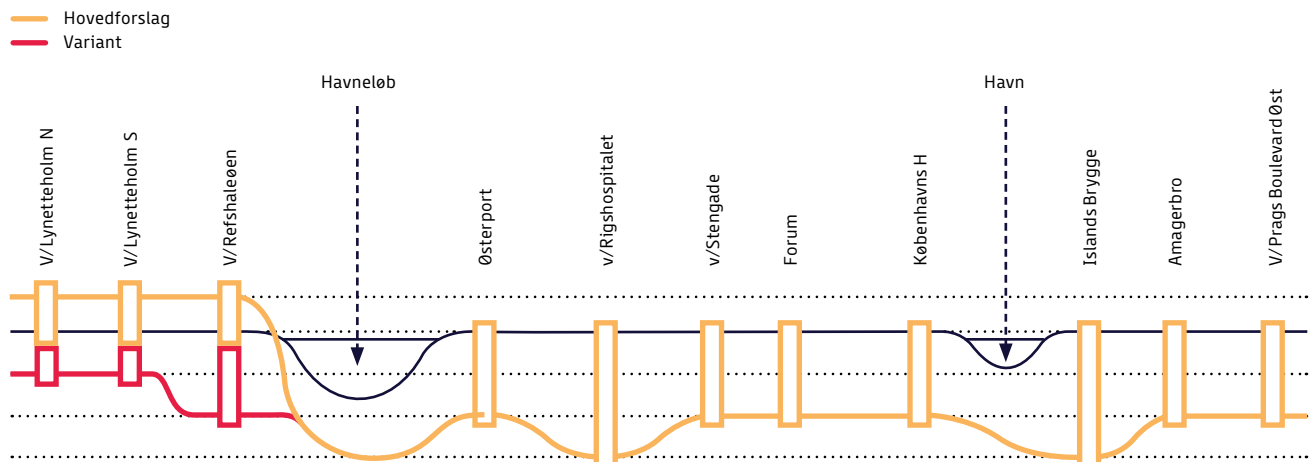 Hovedforslag
Variant
Havneløb
Havn
V/Lynetteholm N
V/Lynetteholm S
V/Refshaleøen
Østerport
v/Rigshospitalet
v/Stengade
Forum
Københavns H
Islands Brygge
Amagerbro
V/Prags Boulevard Øst